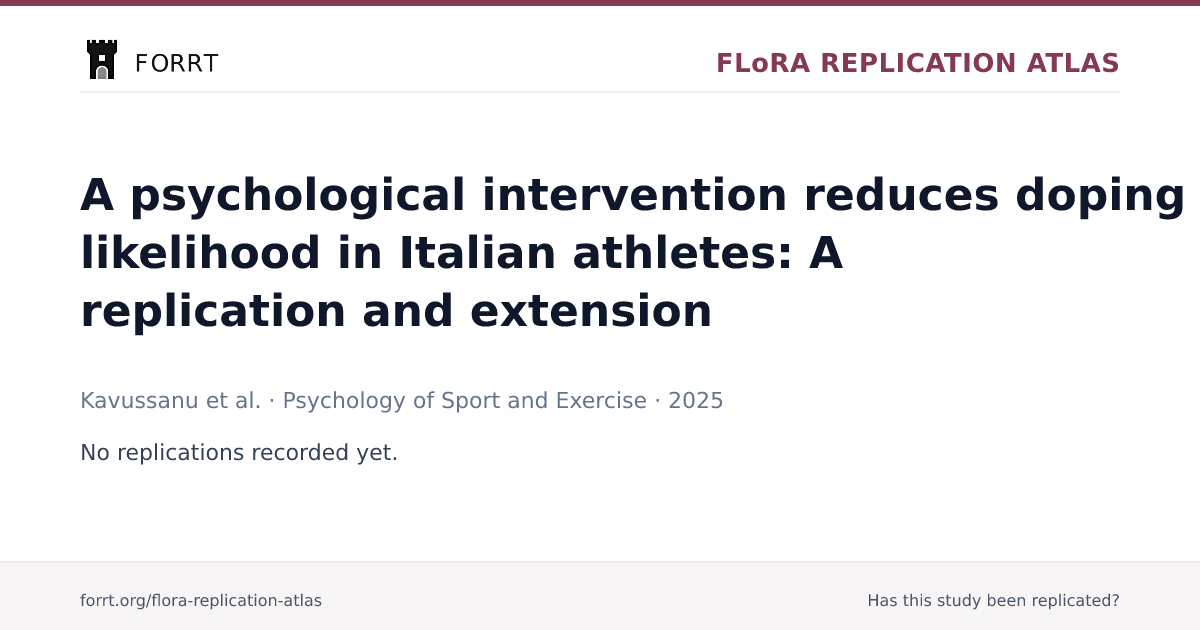 FORRT
FLoRA REPLICATION ATLAS
A psychological intervention reduces doping
likelihood in Italian athletes: A
replication and extension
Kavussanu et al. · Psychology of Sport and Exercise · 2025
No replications recorded yet.
forrt.org/flora-replication-atlas
Has this study been replicated?